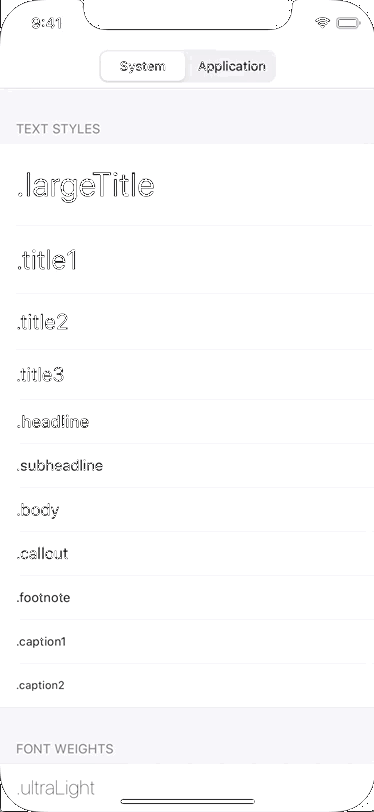 9:41
System Application
TEXT STYLES
.largeTitle
.title1
.title2
.title3
.headline
.subheadline
.body
.callout
.footnote
.caption1
.caption2
FONT WEIGHTS
.ultraLight